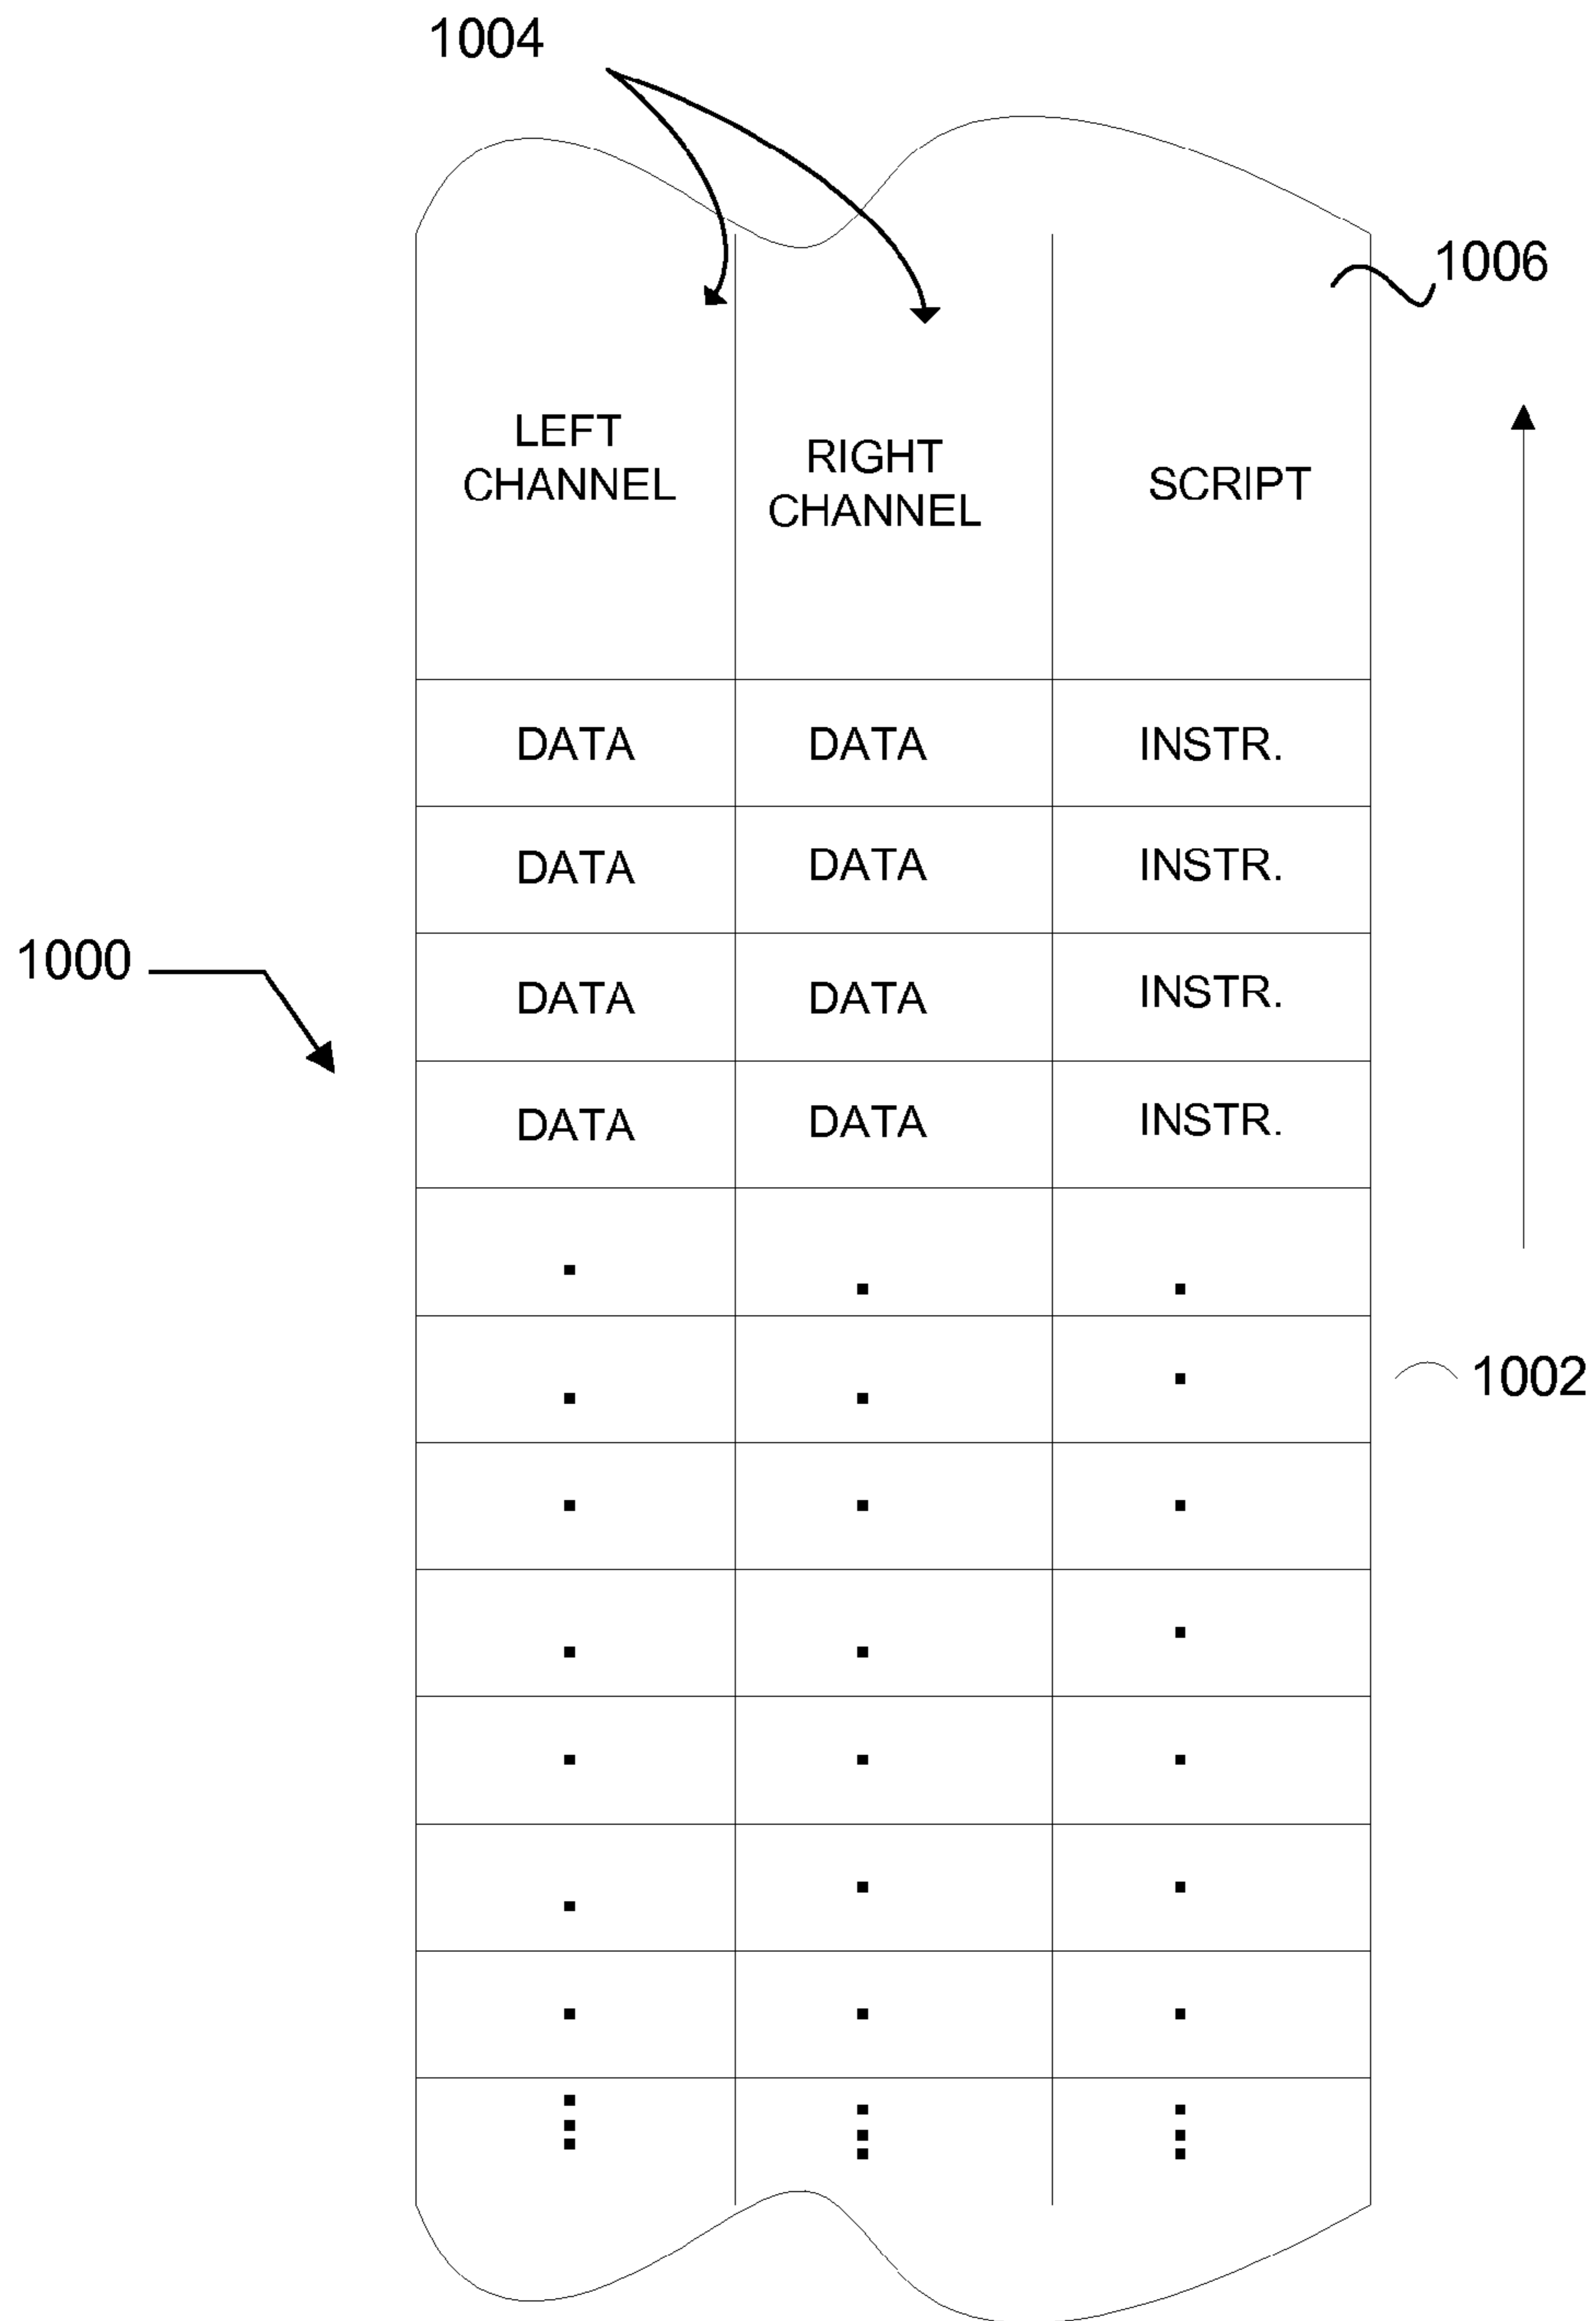 1004
1006
LEFT
CHANNEL
RIGHT
CHANNEL
SCRIPT
DATA DATA INSTR.
DATA DATA INSTR.
1000
DATA DATA INSTR.
DATA DATA INSTR.
1002